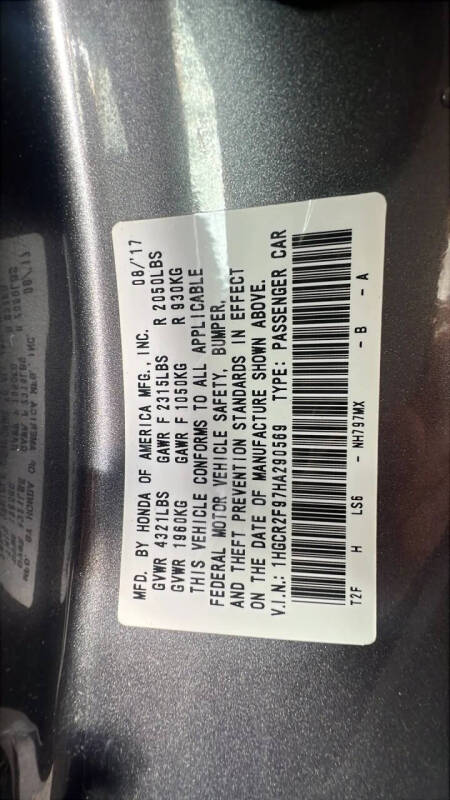 MFD. BY HONDA OF AMERICA MFG., INC. 08/'17
GVWR 4321LBS GAWR F 2315LBS R 2050LBS
GVWR 1960KG GAWR F 1050KG R 930KG
THIS VEHICLE CONFORMS TO ALL APPLICABLE
FEDERAL MOTOR VEHICLE SAFETY, BUMPER,
AND THEFT PREVENTION STANDARDS IN EFFECT
ON THE DATE OF MANUFACTURE SHOWN ABOVE.
V.I.N.: 1HGCR2F597HA290569 TYPE: PASSENGER CAR
T2F H LS6 - NH797MX - B - A